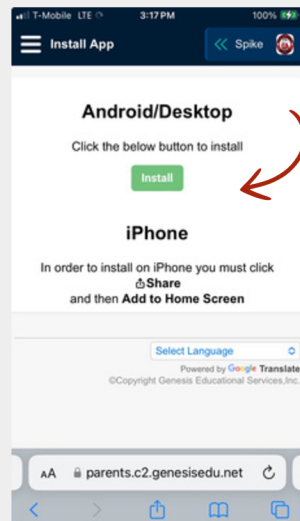 T-Mobile LTE 3:17 PM 100%
Install App
Spike
Android/Desktop
Click the below button to install
Install
iPhone
In order to install on iPhone you must click
Share
and then Add to Home Screen
Select Language
Powered by Google Translate
©Copyright Genesis Educational Services,Inc.
AA parents.c2.genesisedu.net